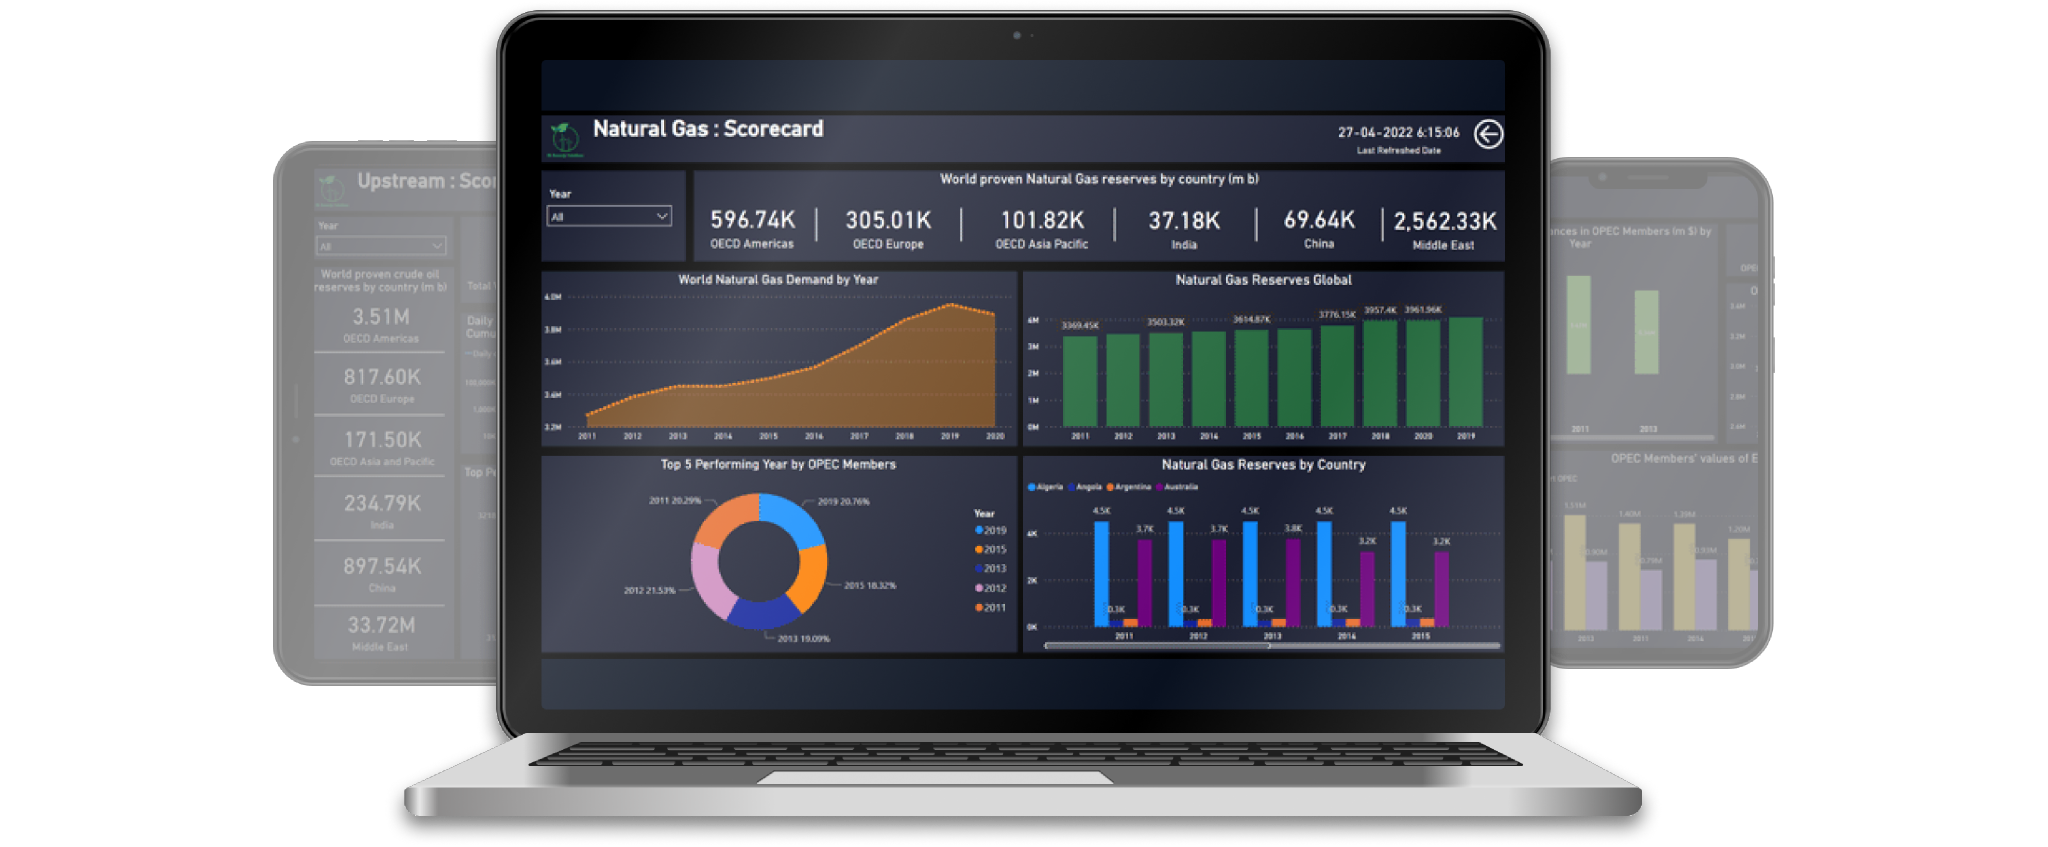 Natural Gas : Scorecard
27-04-2022 6:15:06
Last Refreshed Date
Year
All
World proven Natural Gas reserves by country (m b)
596.74K
OECD Americas
305.01K
OECD Europe
101.82K
OECD Asia Pacific
37.18K
India
69.64K
China
2,562.33K
Middle East
World Natural Gas Demand by Year
4.0M
3.8M
3.6M
3.4M
3.2M
2011 2012 2013 2014 2015 2016 2017 2018 2019 2020
Natural Gas Reserves Global
4M
3M
2M
1M
0M
3369.45K 3503.32K 3614.87K 3776.15K 3957.4K 3961.96K
2011 2012 2013 2014 2015 2016 2017 2018 2020 2019
Top 5 Performing Year by OPEC Members
2011 20.29%
2019 20.76%
2012 21.53%
2015 18.32%
2013 19.09%
Year
2019
2015
2013
2012
2011
Natural Gas Reserves by Country
Algeria Angola Argentina Australia
4K
2K
0K
4.5K 4.5K 4.5K 4.5K 4.5K
3.7K 3.7K 3.8K 3.2K 3.2K
0.3K 0.3K 0.3K 0.3K 0.3K
2011 2012 2013 2014 2015
Upstream : Scor
Year
All
World proven crude oil
reserves by country (m b)
3.51M
OECD Americas
817.60K
OECD Europe
171.50K
OECD Asia and Pacific
234.79K
India
897.54K
China
33.72M
Middle East
Total
Daily
Cumu
Top Pe
ances in OPEC Members (m $) by
Year
2011 2013
OPEC Members' values of E
1.40M
1.20M
2012 2011 2014